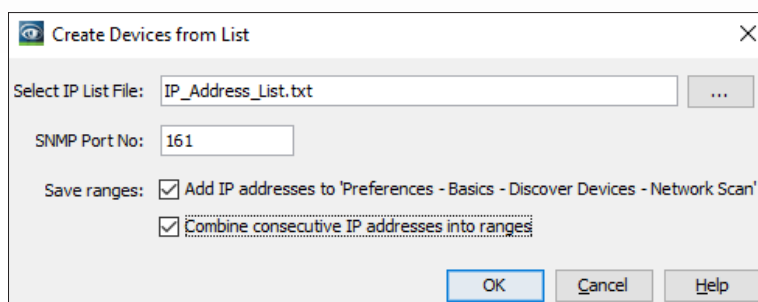 Create Devices from List
Select IP List File: IP_Address_List.txt ...
SNMP Port No: 161
Save ranges: Add IP addresses to 'Preferences - Basics - Discover Devices - Network Scan'
Combine consecutive IP addresses into ranges
OK Cancel Help